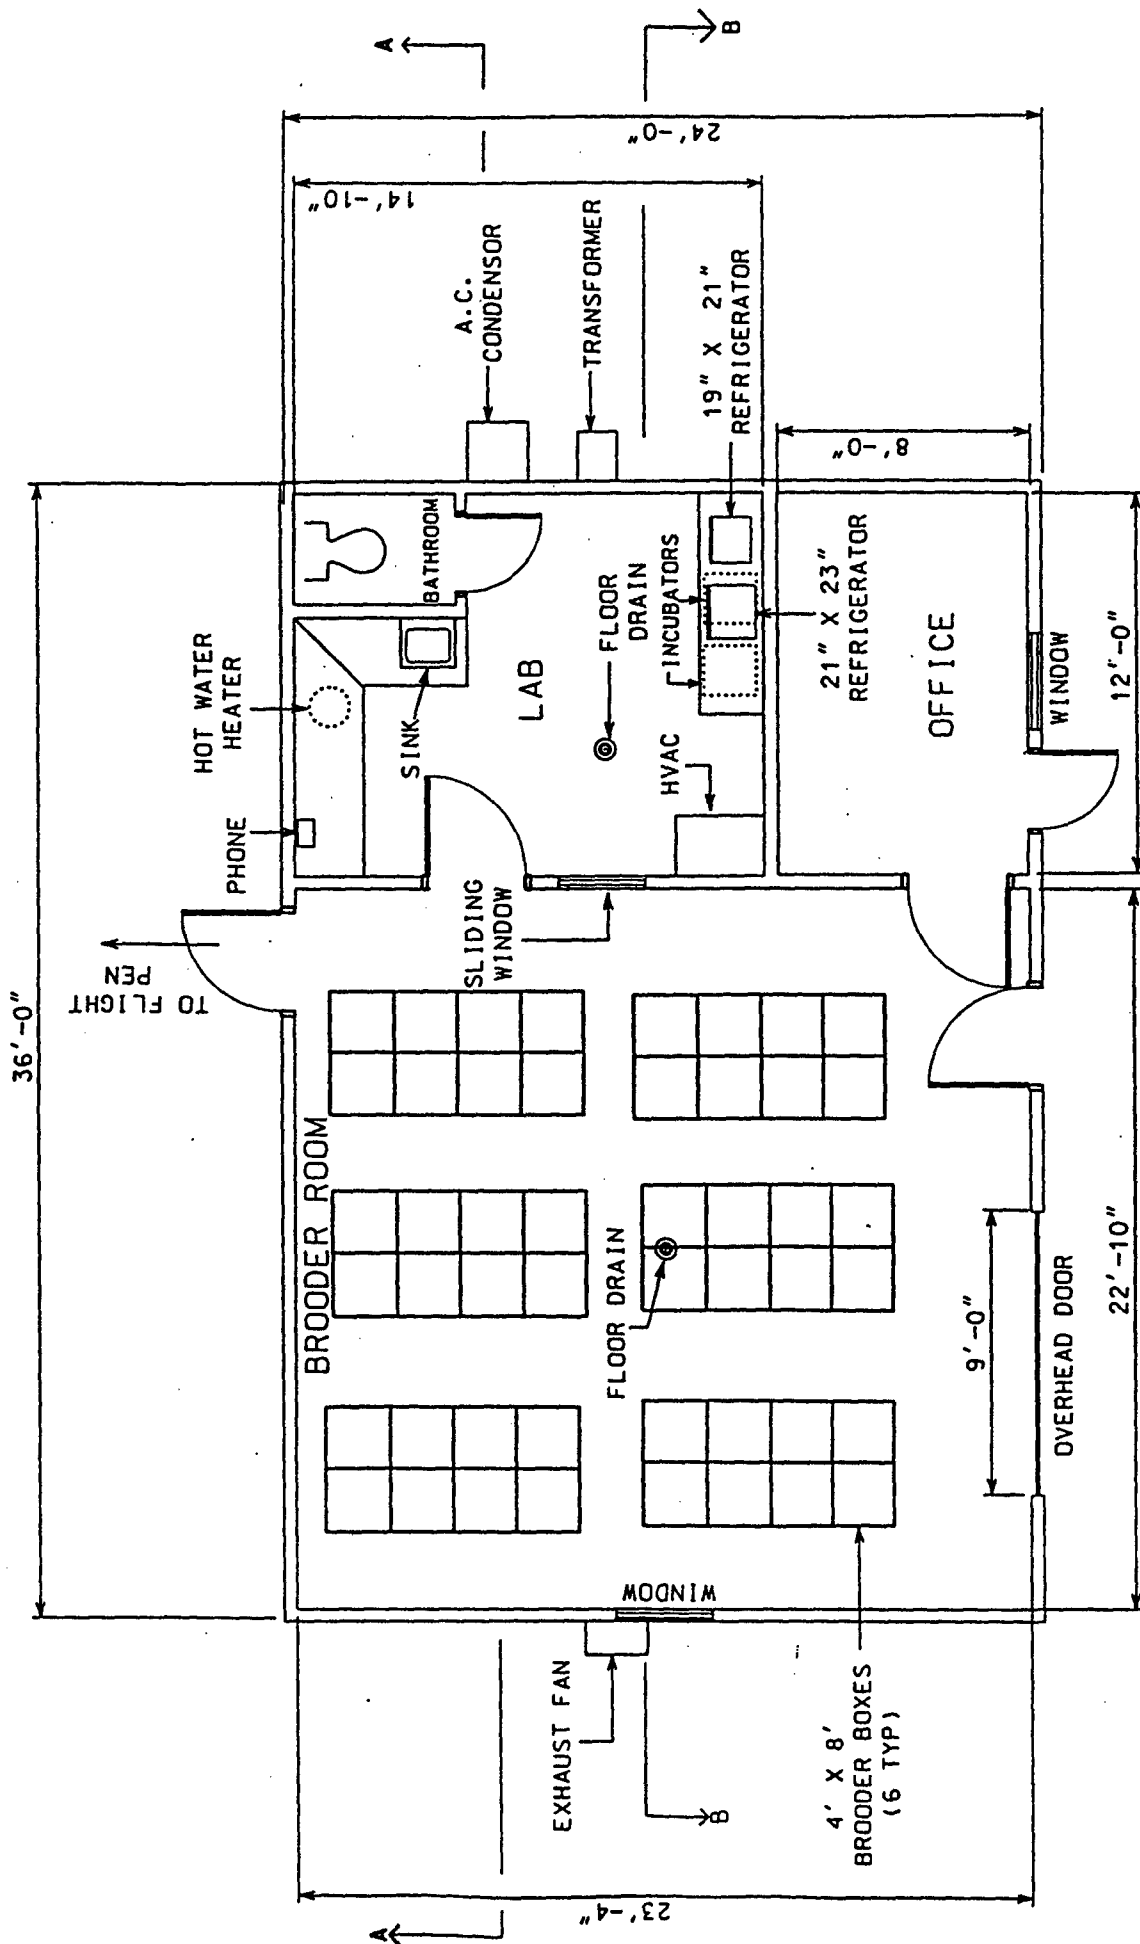 36'-0"
TO FLIGHT
PEN
PHONE
HOT WATER
HEATER
BROODER ROOM
SINK
BATHROOM
A.C.
CONDENSOR
A
A
B
B
SLIDING
WINDOW
LAB
FLOOR
DRAIN
TRANSFORMER
14'-10"
24'-0"
HVAC
INCUBATORS
19" X 21"
REFRIGERATOR
21" X 23"
REFRIGERATOR
8'-0"
OFFICE
WINDOW
12'-0"
FLOOR DRAIN
WINDOW
EXHAUST FAN
4' X 8'
BROODER BOXES
(6 TYP)
23'-4"
9'-0"
OVERHEAD DOOR
22'-10"